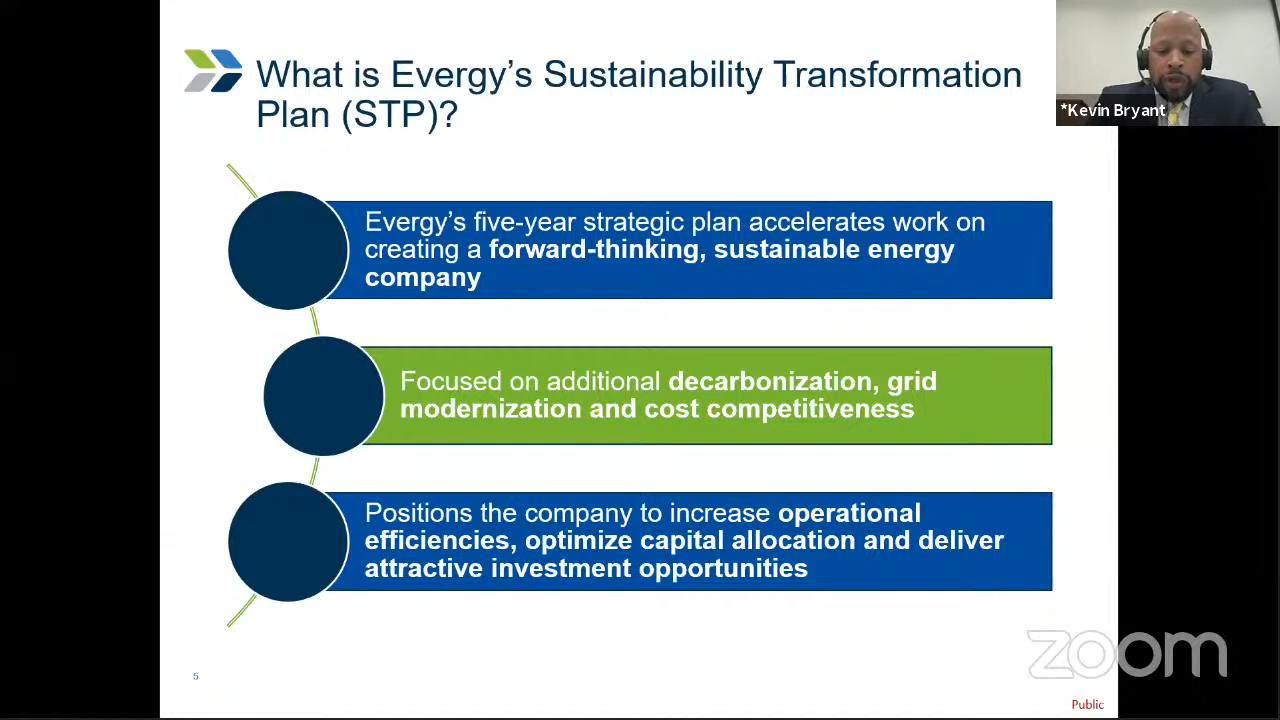 What is Evergy’s Sustainability Transformation
Plan (STP)?
*Kevin Bryant
Evergy’s five-year strategic plan accelerates work on
creating a forward-thinking, sustainable energy
company
Focused on additional decarbonization, grid
modernization and cost competitiveness
Positions the company to increase operational
efficiencies, optimize capital allocation and deliver
attractive investment opportunities
5
zoom
Public